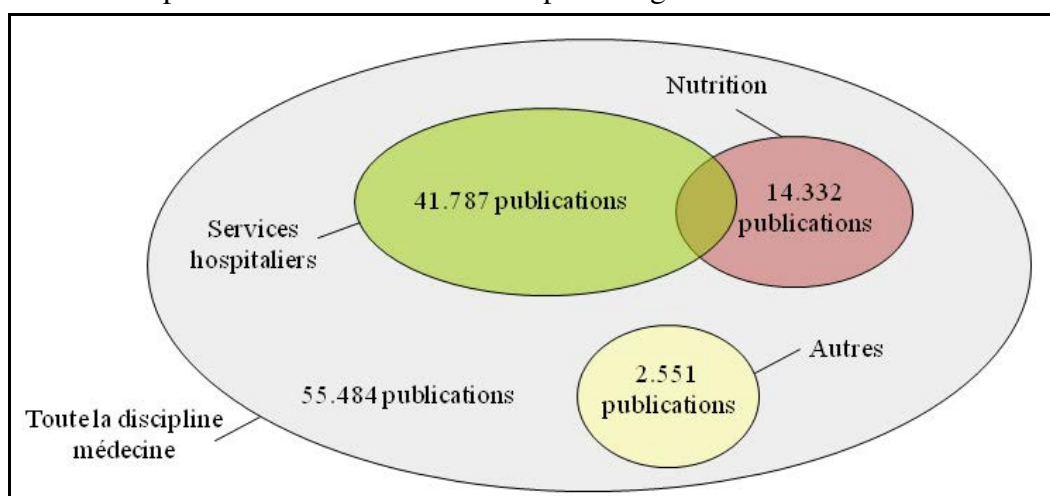 Nutrition
41.787 publications
14.332
publications
Services
hospitaliers
Autres
2.551
publications
55.484 publications
Toute la discipline
médecine